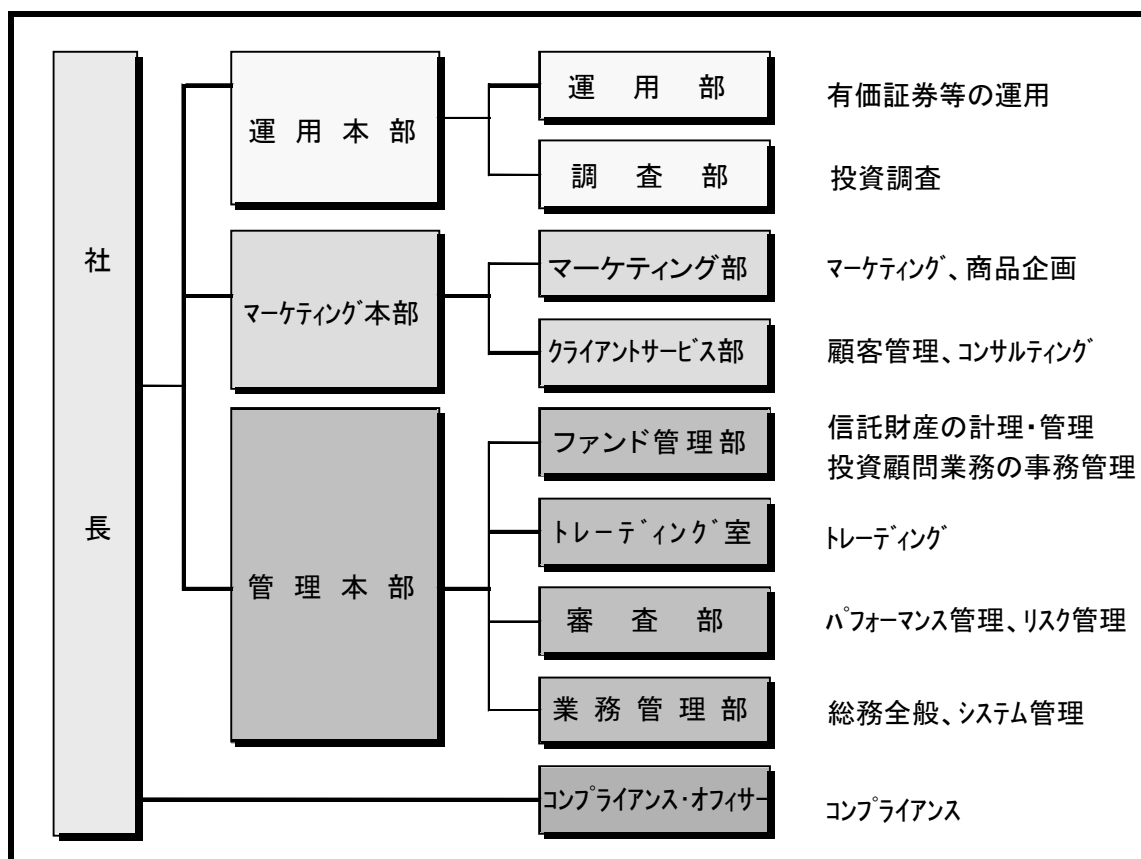 社長
運用本部
運用部
有価証券等の運用
調査部
投資調査
マーケティング本部
マーケティング部
マーケティング、商品企画
クライアントサービス部
顧客管理、コンサルティング
管理本部
ファンド管理部
信託財産の計理・管理
投資顧問業務の事務管理
トレーディング室
トレーディング
審査部
パフォーマンス管理、リスク管理
業務管理部
総務全般、システム管理
コンプライアンス・オフィサー
コンプライアンス